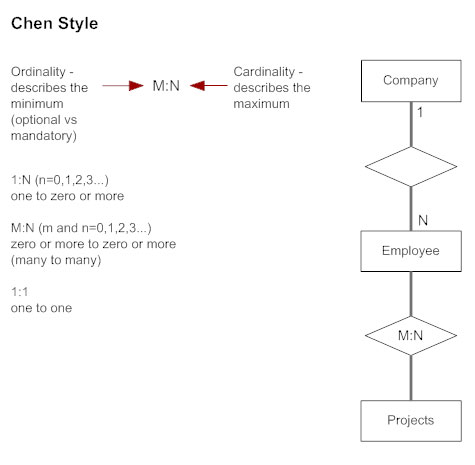 Chen Style
Ordinality -
describes the
minimum
(optional vs
mandatory)
M:N
Cardinality -
describes the
maximum
1:N (n=0,1,2,3...)
one to zero or more
M:N (m and n=0,1,2,3...)
zero or more to zero or more
(many to many)
1:1
one to one
Company
1
N
Employee
M:N
Projects